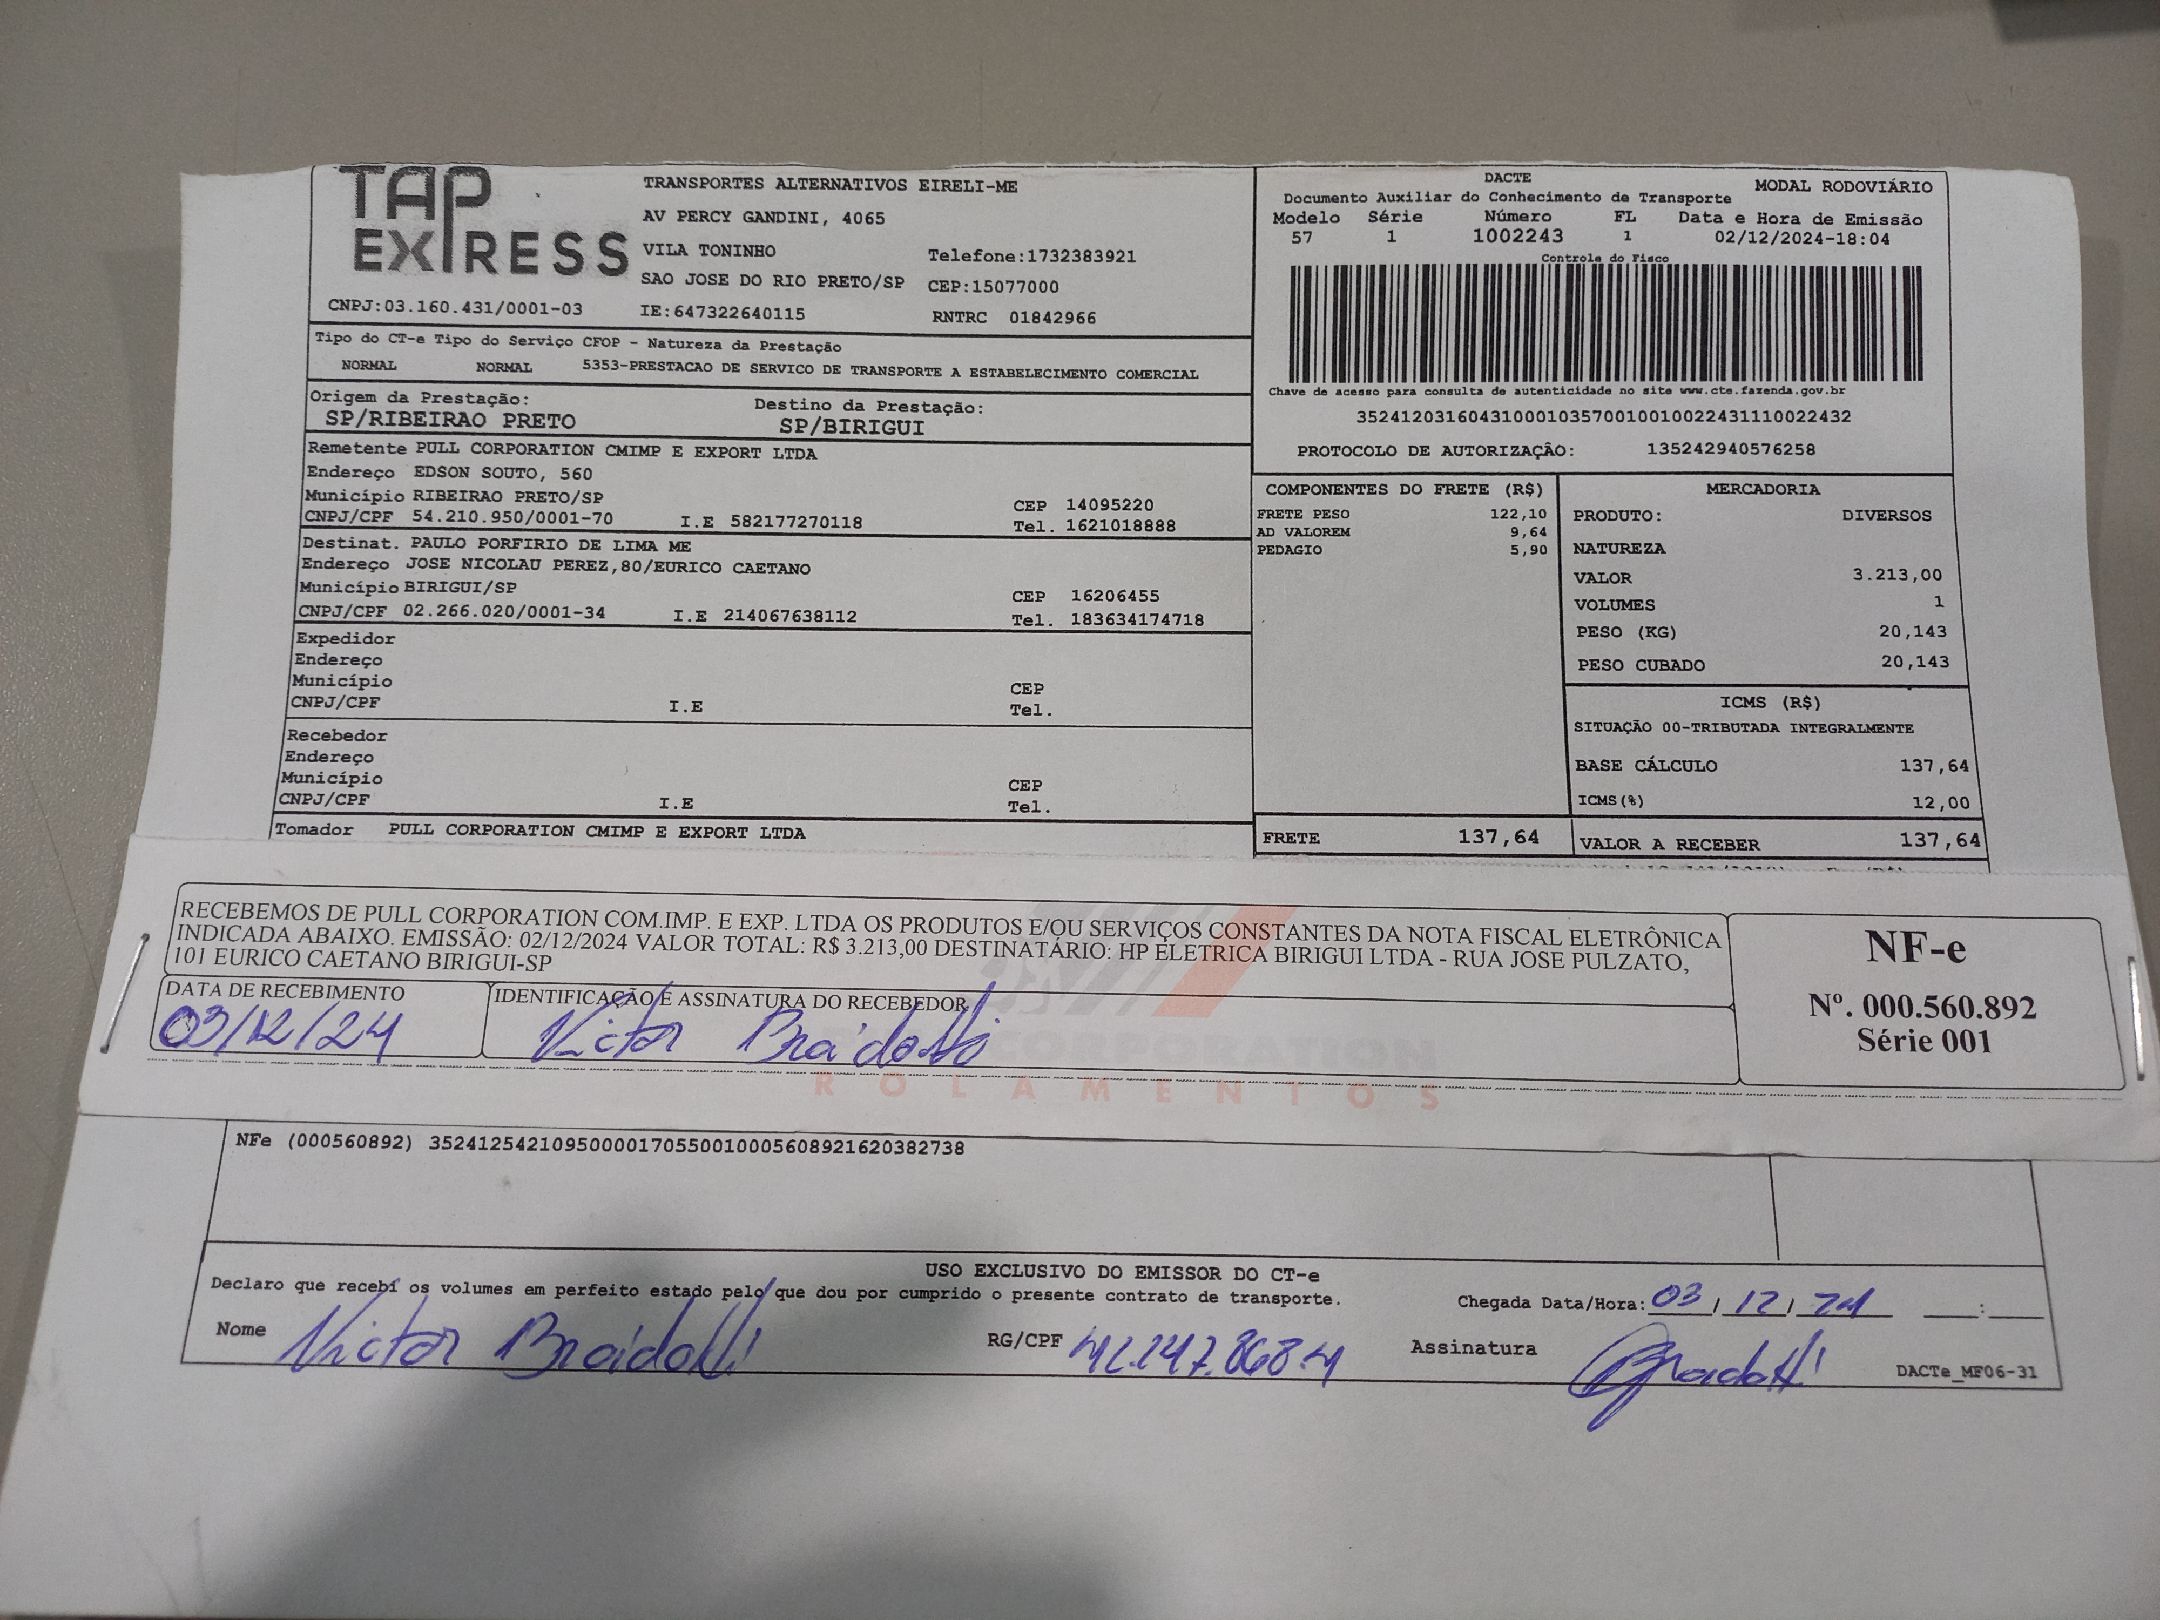 TAP EXPRESS
TRANSPORTES ALTERNATIVOS EIRELI-ME
AV PERCY GANDINI, 4065
VILA TONINHO
Telefone:1732383921
SAO JOSE DO RIO PRETO/SP CEP:15077000
CNPJ:03.160.431/0001-03 IE:647322640115 RNTRC 01842966
DACTE
Documento Auxiliar do Conhecimento de Transporte MODAL RODOVIÁRIO
Modelo Série Número FL Data e Hora de Emissão
57 1 1002243 1 02/12/2024-18:04
Controle do Fisco
Chave de acesso para consulta de autenticidade no site www.cte.fazenda.gov.br
35241203160431000103570010010022431110022432
PROTOCOLO DE AUTORIZAÇÃO: 135242940576258
Tipo do CT-e Tipo do Serviço CFOP - Natureza da Prestação
NORMAL NORMAL 5353-PRESTACAO DE SERVICO DE TRANSPORTE A ESTABELECIMENTO COMERCIAL
Origem da Prestação: Destino da Prestação:
SP/RIBEIRAO PRETO SP/BIRIGUI
Remetente PULL CORPORATION CMIMP E EXPORT LTDA
Endereço EDSON SOUTO, 560
Município RIBEIRAO PRETO/SP CEP 14095220
CNPJ/CPF 54.210.950/0001-70 I.E 582177270118 Tel. 1621018888
Destinat. PAULO PORFIRIO DE LIMA ME
Endereço JOSE NICOLAU PEREZ,80/EURICO CAETANO
Município BIRIGUI/SP CEP 16206455
CNPJ/CPF 02.266.020/0001-34 I.E 214067638112 Tel. 183634174718
Expedidor
Endereço
Município CEP
CNPJ/CPF I.E Tel.
Recebedor
Endereço
Município CEP
CNPJ/CPF I.E Tel.
Tomador PULL CORPORATION CMIMP E EXPORT LTDA
COMPONENTES DO FRETE (R$)
FRETE PESO 122,10
AD VALOREM 9,64
PEDAGIO 5,90
FRETE 137,64
MERCADORIA
PRODUTO: DIVERSOS
NATUREZA
VALOR 3.213,00
VOLUMES 1
PESO (KG) 20,143
PESO CUBADO 20,143
ICMS (R$)
SITUAÇÃO 00-TRIBUTADA INTEGRALMENTE
BASE CÁLCULO 137,64
ICMS(%) 12,00
VALOR A RECEBER 137,64
RECEBEMOS DE PULL CORPORATION COM.IMP. E EXP. LTDA OS PRODUTOS E/OU SERVIÇOS CONSTANTES DA NOTA FISCAL ELETRÔNICA
INDICADA ABAIXO. EMISSÃO: 02/12/2024 VALOR TOTAL: R$ 3.213,00 DESTINATÁRIO: HP ELETRICA BIRIGUI LTDA - RUA JOSE PULZATO,
101 EURICO CAETANO BIRIGUI-SP
DATA DE RECEBIMENTO IDENTIFICAÇÃO E ASSINATURA DO RECEBEDOR
03/12/24 Victor Braidotti
ROLAMENTOS
NF-e
Nº. 000.560.892
Série 001
NFe (000560892) 35241254210950000170550010005608921620382738
USO EXCLUSIVO DO EMISSOR DO CT-e
Declaro que recebi os volumes em perfeito estado pelo que dou por cumprido o presente contrato de transporte.
Chegada Data/Hora: 03/12/24 :
Nome Victor Braidotti RG/CPF Assinatura Braidotti
DACTe_MF06-31